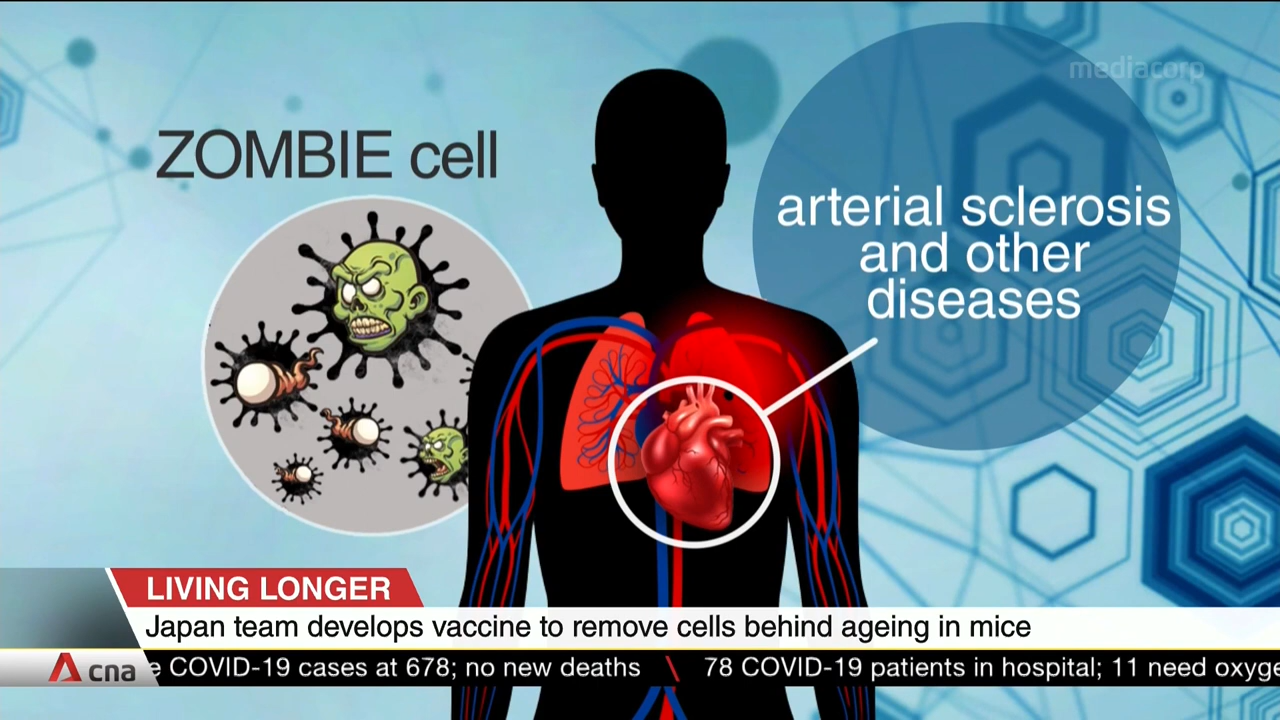 mediacorp
ZOMBIE cell
arterial sclerosis
and other
diseases
LIVING LONGER
Japan team develops vaccine to remove cells behind ageing in mice
cna
COVID-19 cases at 678; no new deaths \ 78 COVID-19 patients in hospital; 11 need